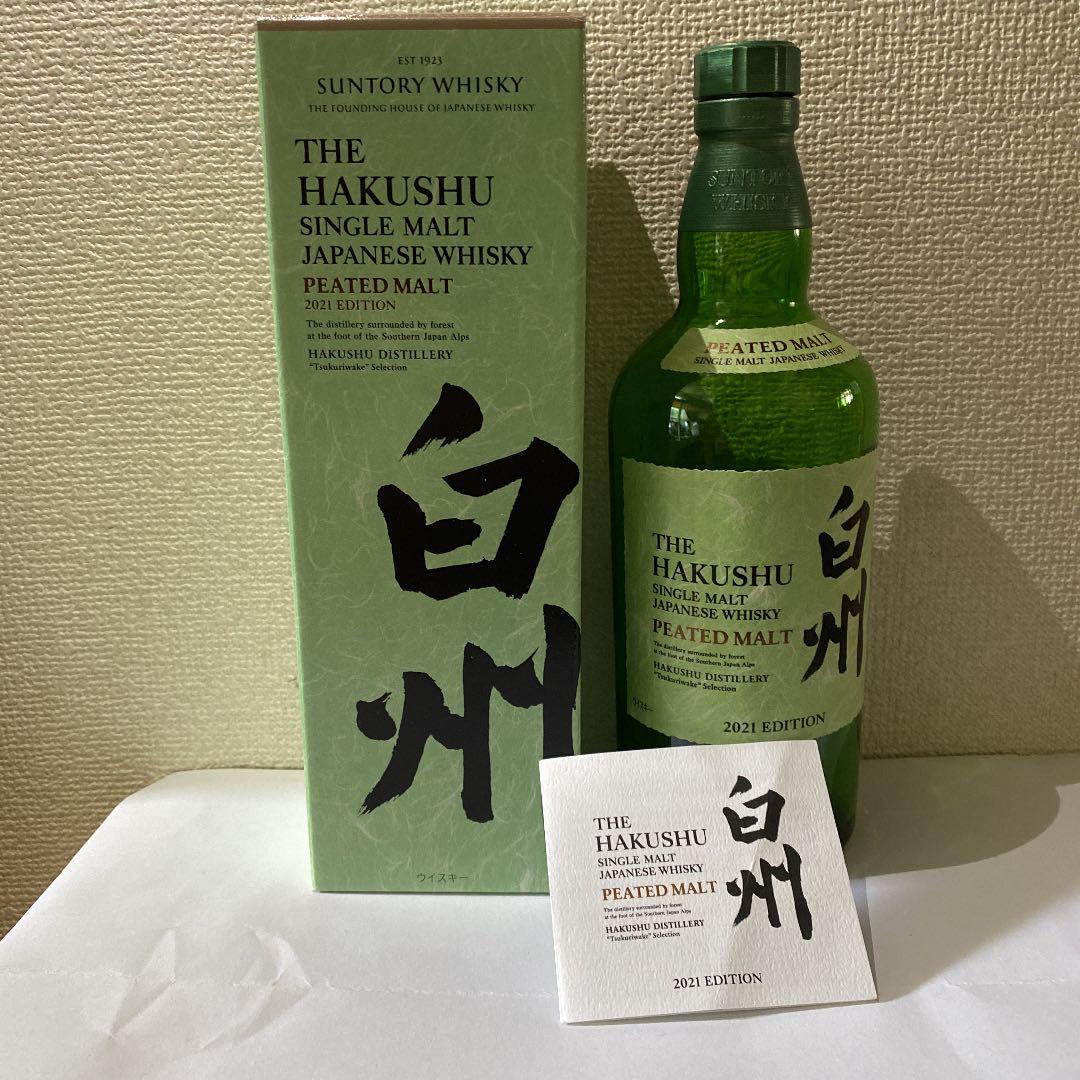 EST 1923
SUNTORY WHISKY
THE FOUNDING HOUSE OF JAPANESE WHISKY
THE
HAKUSHU
SINGLE MALT
JAPANESE WHISKY
PEATED MALT
2021 EDITION
The distillery surrounded by forest
at the foot of the Southern Japan Alps
HAKUSHU DISTILLERY
"Tsukuriwake" Selection
白州
ウイスキー
SUNTORY
WHISKY
PEATED MALT
SINGLE MALT JAPANESE WHISKY
THE
HAKUSHU
SINGLE MALT
JAPANESE WHISKY
PEATED MALT
The distillery surrounded by forest
at the foot of the Southern Japan Alps
HAKUSHU DISTILLERY
"Tsukuriwake" Selection
白州
ウイスキー
2021 EDITION
THE
HAKUSHU
SINGLE MALT
JAPANESE WHISKY
PEATED MALT
The distillery surrounded by forest
at the foot of the Southern Japan Alps
HAKUSHU DISTILLERY
"Tsukuriwake" Selection
白州
2021 EDITION